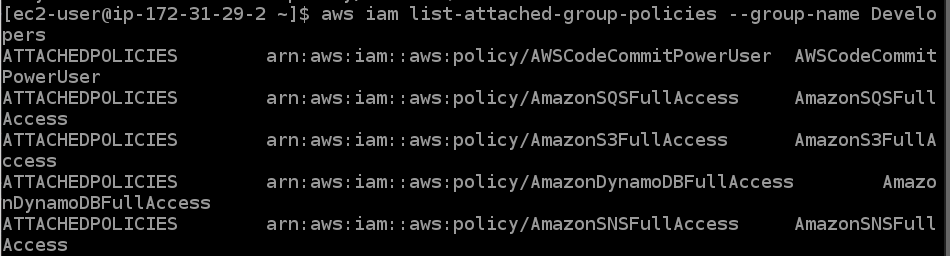 [ec2-user@ip-172-31-29-2 ~]$ aws iam list-attached-group-policies --group-name Develo
pers
ATTACHEDPOLICIES        arn:aws:iam::aws:policy/AWSCodeCommitPowerUser  AWSCodeCommit
PowerUser
ATTACHEDPOLICIES        arn:aws:iam::aws:policy/AmazonSQSFullAccess     AmazonSQSFull
Access
ATTACHEDPOLICIES        arn:aws:iam::aws:policy/AmazonS3FullAccess      AmazonS3FullA
ccess
ATTACHEDPOLICIES        arn:aws:iam::aws:policy/AmazonDynamoDBFullAccess        Amazo
nDynamoDBFullAccess
ATTACHEDPOLICIES        arn:aws:iam::aws:policy/AmazonSNSFullAccess     AmazonSNSFull
Access